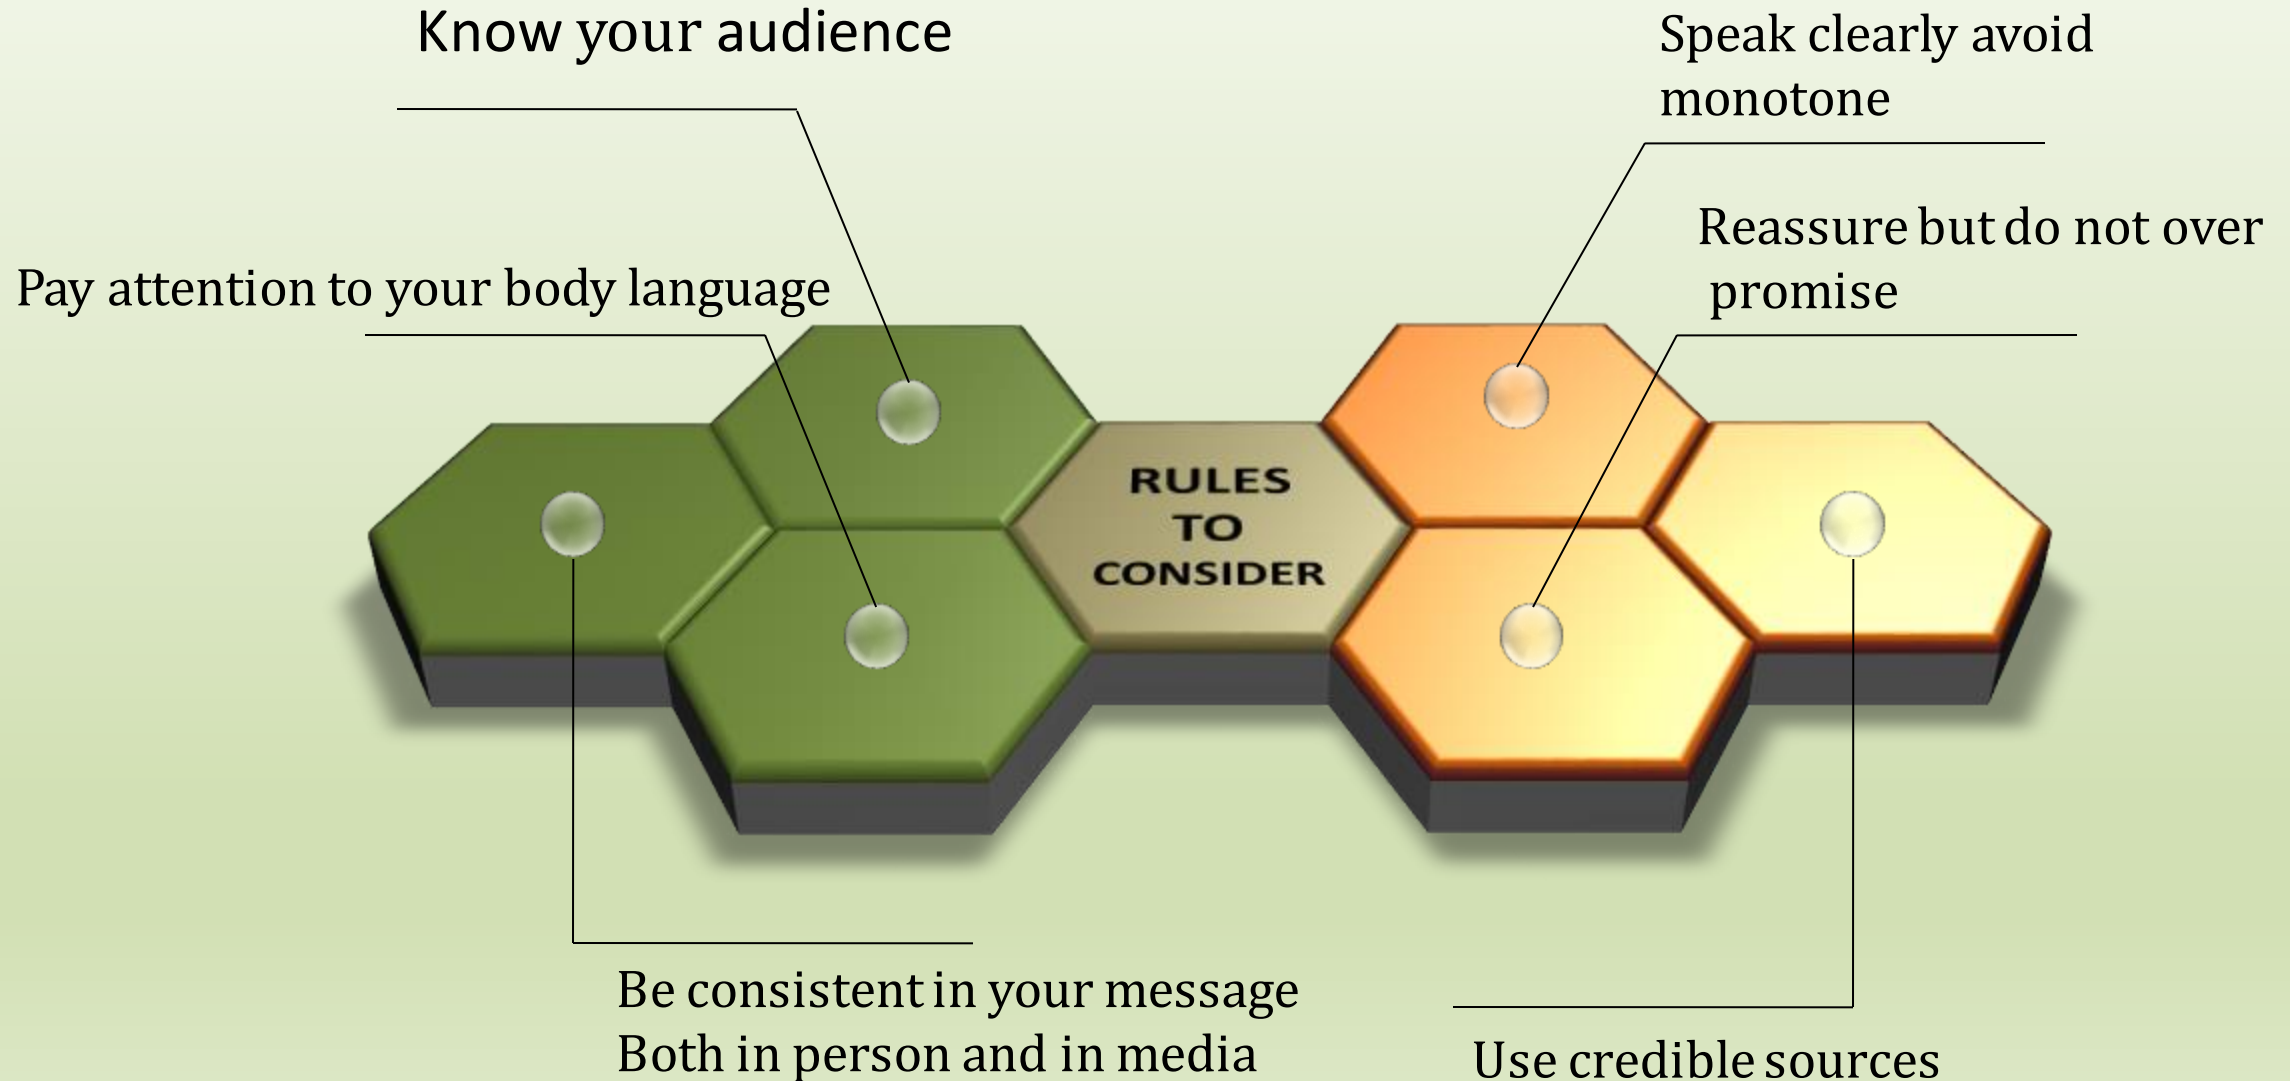 Know your audience
Speak clearly avoid
monotone
Reassure but do not over
promise
Pay attention to your body language
RULES
TO
CONSIDER
Be consistent in your message
Both in person and in media
Use credible sources